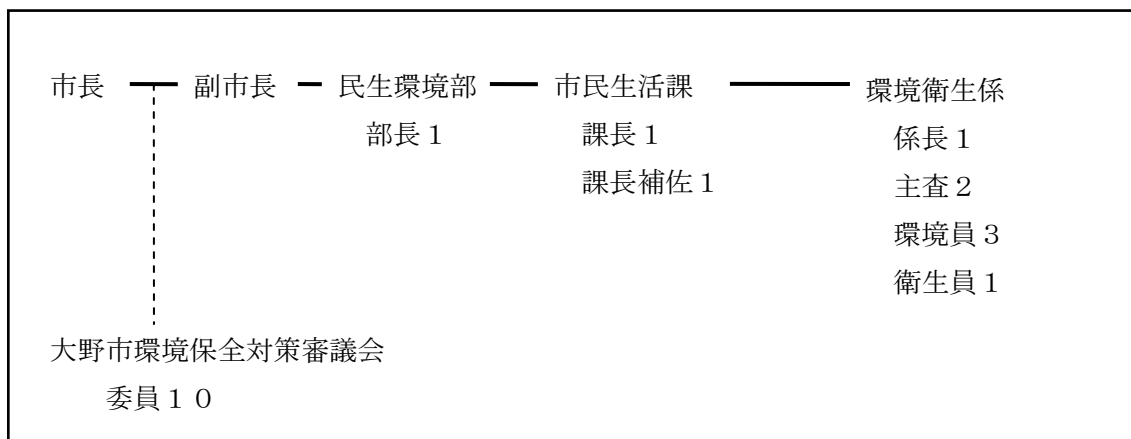 市長 副市長 民生環境部 市民生活課 環境衛生係
部長1 課長1 係長1
課長補佐1 主査2
環境員3
衛生員1
大野市環境保全対策審議会
委員10